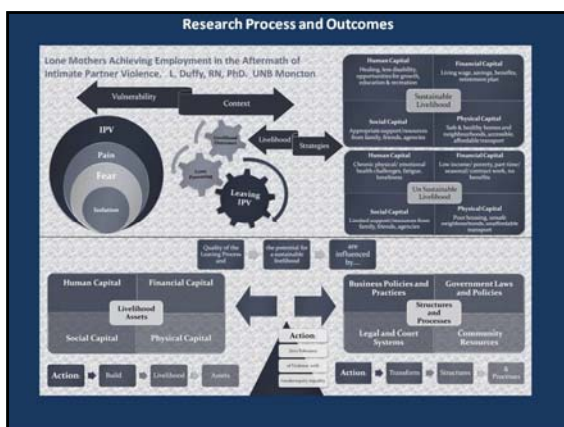 Research Process and Outcomes
Lone Mothers Achieving Employment in the Aftermath of
Intimate Partner Violence, L. Duffy, RN, PhD. UNB Moncton
Vulnerability
Context
IPV
Pain
Fear
Isolation
Lone Parenting
Leaving
IPV
Livelihood
Strategies
Human Capital
Healing, less disability,
opportunities for growth,
education & recreation
Financial Capital
Living wage, savings, benefits,
retirement plan
Sustainable
Livelihood
Social Capital
Appropriate support/resources
from family, friends, agencies
Physical Capital
Safe & healthy homes and
neighbourhoods, accessible,
affordable transport
Human Capital
Chronic physical/ emotional
health challenges, fatigue,
loneliness
Financial Capital
Low income/ poverty, part time/
seasonal/contract work, no
benefits
Un Sustainable
Livelihood
Social Capital
Limited support/resources from
family, friends, agencies
Physical Capital
Poor housing, unsafe
neighbourhoods, unaffordable
transport
Quality of the
Leaving Process
and
the potential for
a sustainable
livelihood
are
influenced
by....
Human Capital
Financial Capital
Livelihood
Assets
Social Capital
Physical Capital
Business Policies and
Practices
Government Laws
and Policies
Structures
and
Processes
Legal and Court
Systems
Community
Resources
Action:
Action:
Build
Livelihood
Assets
Action:
Transform
Structures
&
Processes